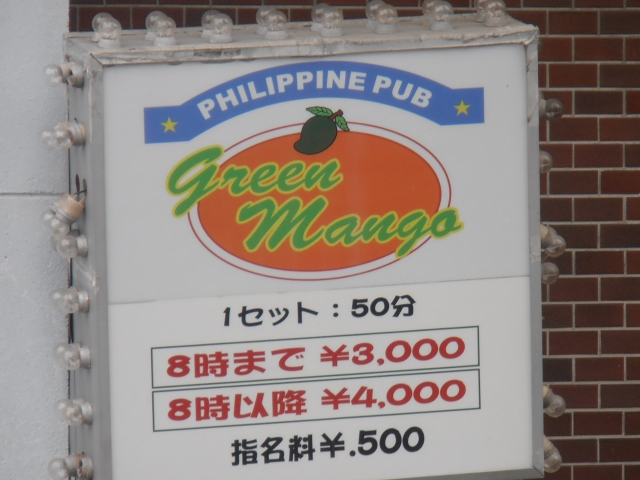 PHILIPPINE PUB
Green
Mango
1セット：50分
8時まで ¥3,000
8時以降 ¥4,000
指名料¥.500